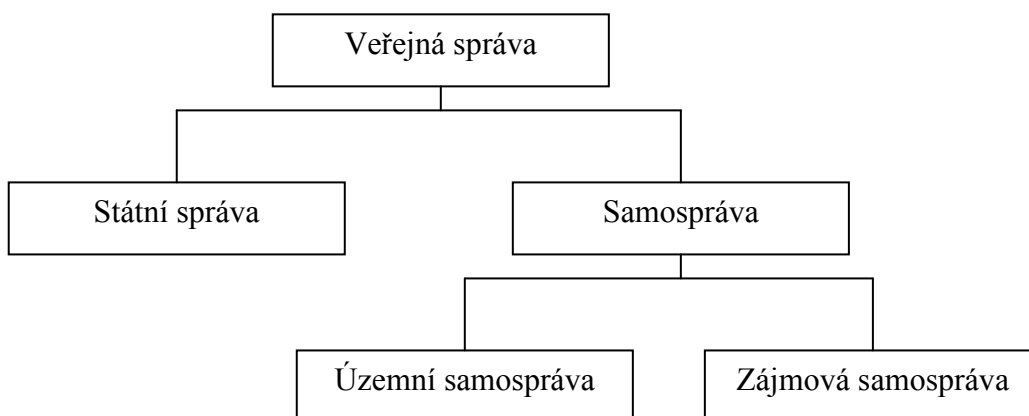 Veřejná správa
Státní správa
Samospráva
Územní samospráva
Zájmová samospráva